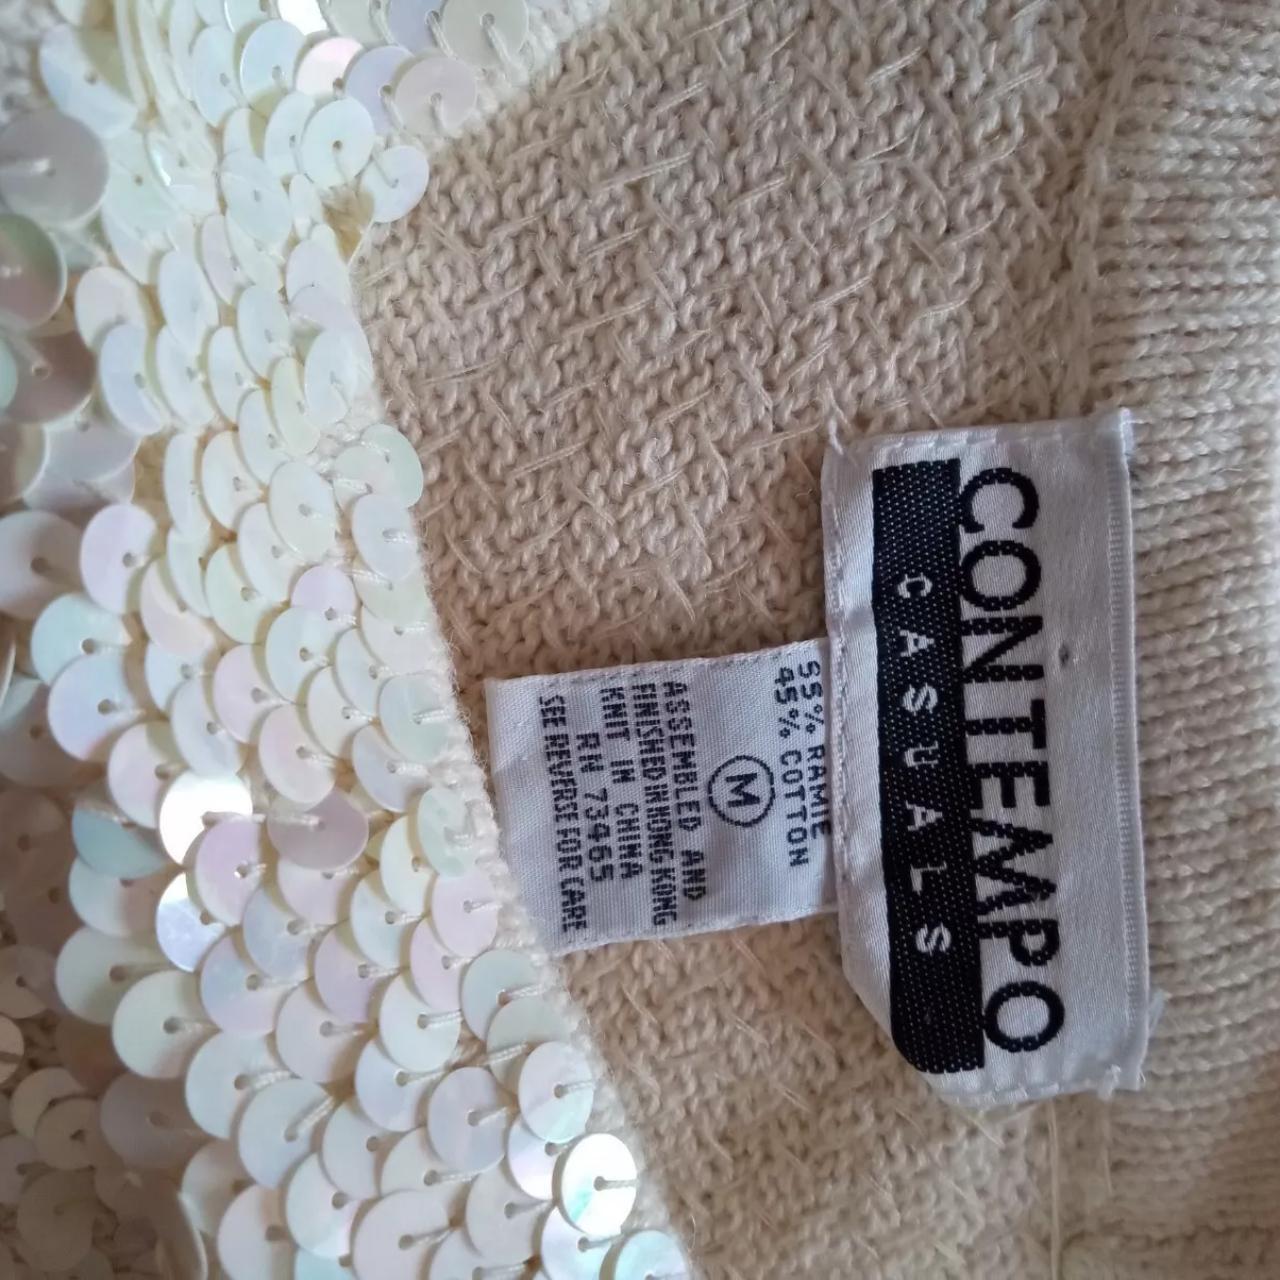 CONTEMPO
CASUALS
55% RAMIE
45% COTTON
M
ASSEMBLED AND
FINISHED IN HONG KONG
KNIT IN CHINA
RN 73465
SEE REVERSE FOR CARE